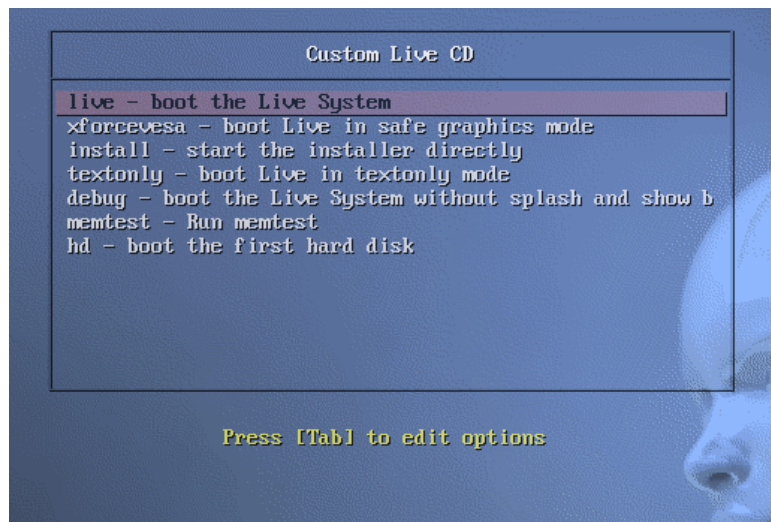 Custom Live CD
live - boot the Live System
xforcevesa - boot Live in safe graphics mode
install - start the installer directly
textonly - boot Live in textonly mode
debug - boot the Live System without splash and show b
memtest - Run memtest
hd - boot the first hard disk
Press [Tab] to edit options